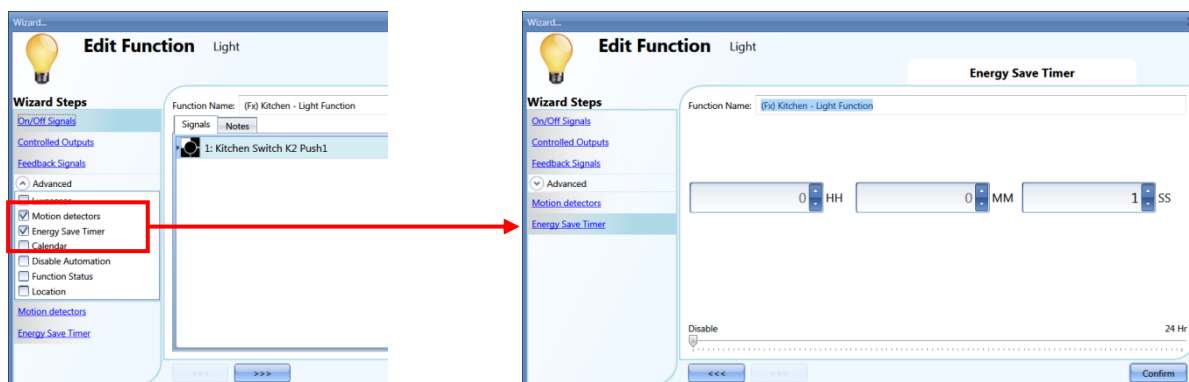 Wizard...
Edit Function Light
Wizard Steps
On/Off Signals
Controlled Outputs
Feedback Signals
Advanced
Motion detectors
Energy Save Timer
Calendar
Disable Automation
Function Status
Location
Motion detectors
Energy Save Timer
Function Name: (Fx) Kitchen - Light Function
Signals Notes
1: Kitchen Switch K2 Push1
<<< >>>
Wizard...
Edit Function Light
Energy Save Timer
Wizard Steps
On/Off Signals
Controlled Outputs
Feedback Signals
Advanced
Motion detectors
Energy Save Timer
Function Name: (Fx) Kitchen - Light Function
0 HH 0 MM 1 SS
Disable 24 Hr
<<< >>> Confirm